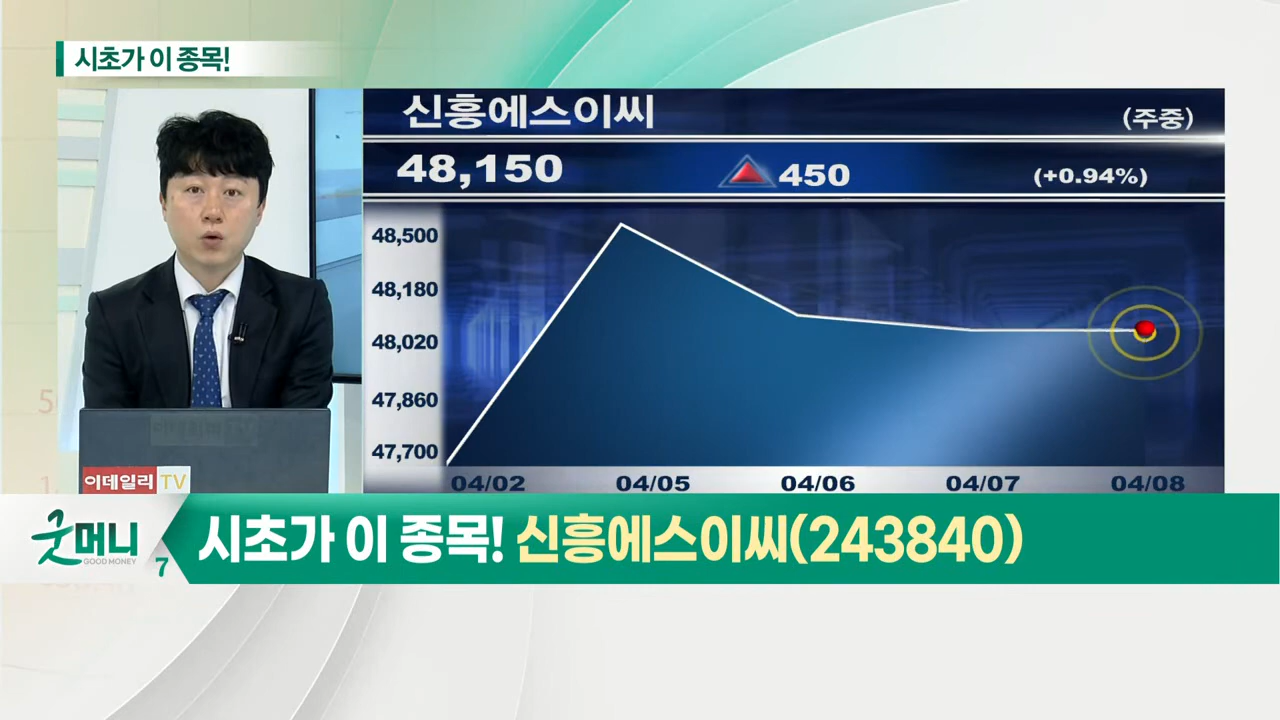 시초가 이 종목!
신흥에스이씨 (주중)
48,150 450 (+0.94%)
48,500
48,180
48,020
47,860
47,700
04/02 04/05 04/06 04/07 04/08
이데일리 TV
굿머니
GOOD MONEY
7
시초가 이 종목! 신흥에스이씨(243840)